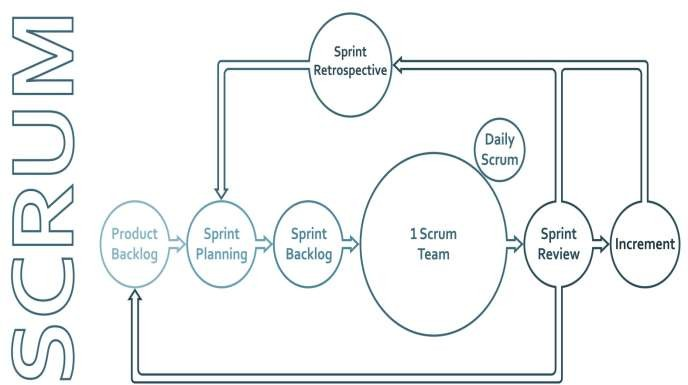 SCRUM
Sprint
Retrospective
Daily
Scrum
Product
Backlog
Sprint
Planning
Sprint
Backlog
1 Scrum
Team
Sprint
Review
Increment